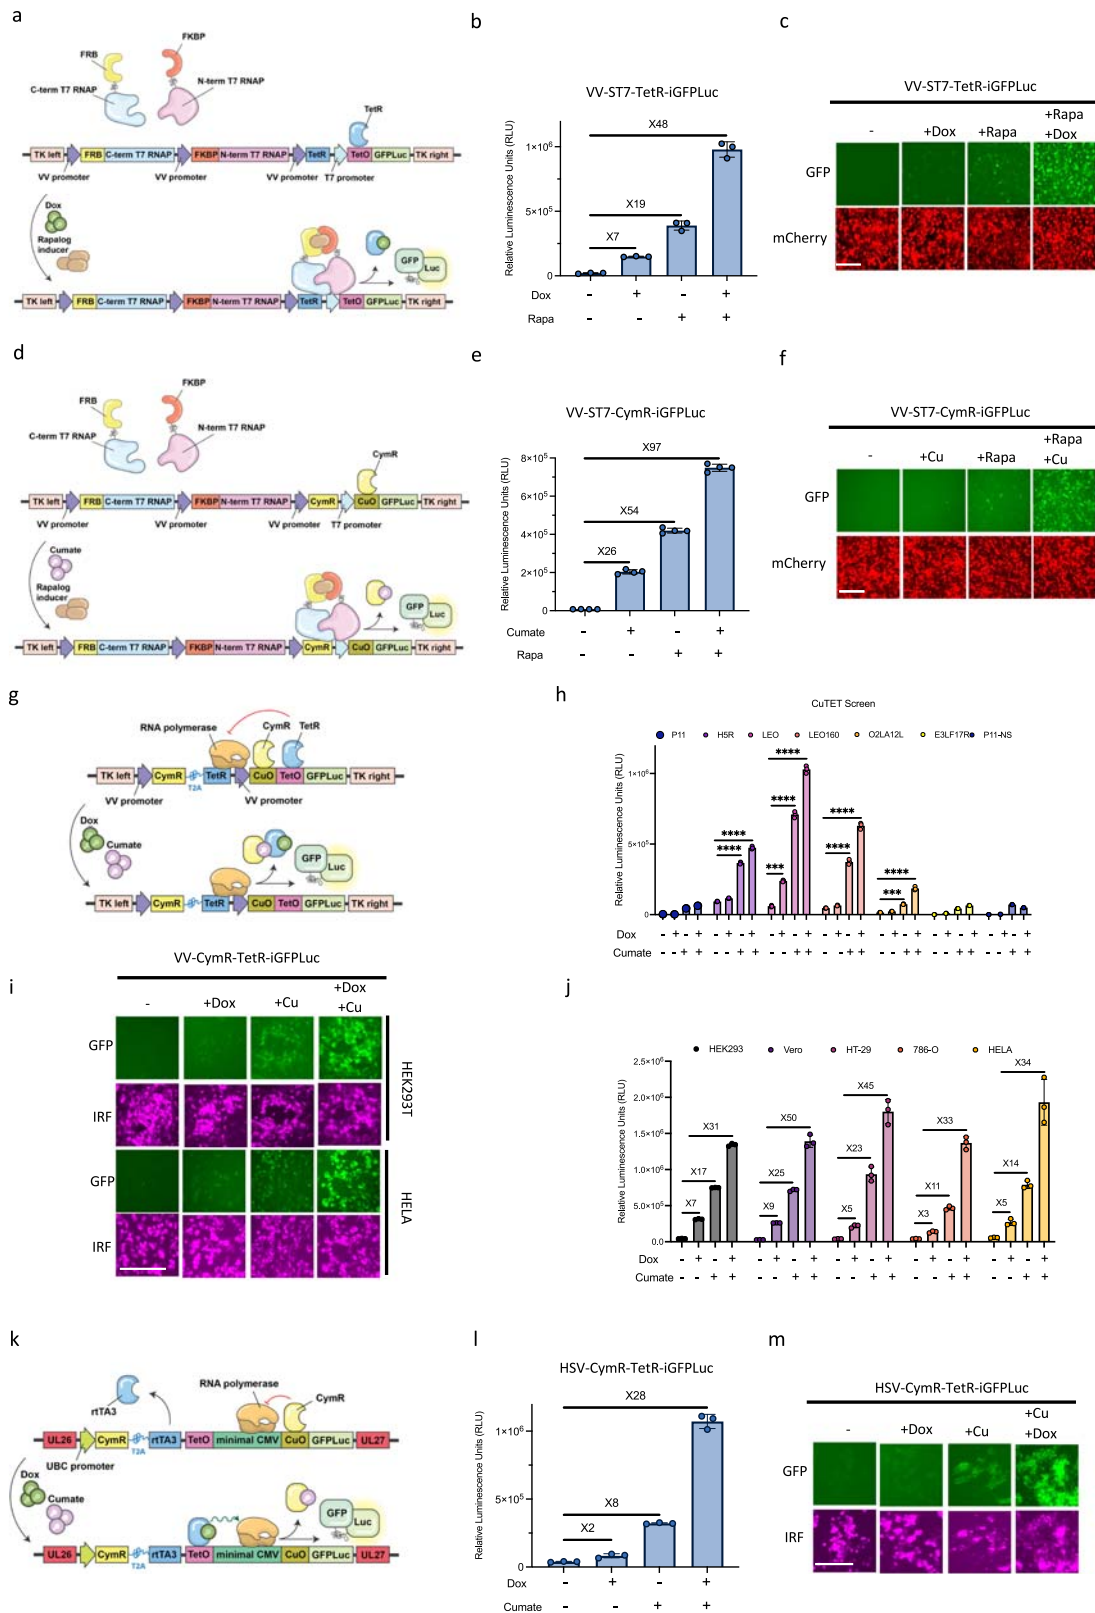 a
FRB
FKBP
C-term T7 RNAP
N-term T7 RNAP
TetR
TK left FRB C-term T7 RNAP FKBP N-term T7 RNAP TetR TetO GFPLuc TK right
VV promoter VV promoter VV promoter T7 promoter
Dox
Rapalog
inducer
GFP
Luc
TK left FRB C-term T7 RNAP FKBP N-term T7 RNAP TetR TetO GFPLuc TK right
b
VV-ST7-TetR-iGFPLuc
Relative Luminescence Units (RLU)
1×10⁶
5×10⁵
0
X48
X19
X7
Dox - + - +
Rapa - - + +
c
VV-ST7-TetR-iGFPLuc
- +Dox +Rapa +Rapa
+Dox
GFP
mCherry
d
FRB
FKBP
C-term T7 RNAP
N-term T7 RNAP
CymR
TK left FRB C-term T7 RNAP FKBP N-term T7 RNAP CymR CuO GFPLuc TK right
VV promoter VV promoter VV promoter T7 promoter
Cumate
Rapalog
inducer
GFP
Luc
TK left FRB C-term T7 RNAP FKBP N-term T7 RNAP CymR CuO GFPLuc TK right
e
VV-ST7-CymR-iGFPLuc
Relative Luminescence Units (RLU)
8×10⁵
6×10⁵
4×10⁵
2×10⁵
0
X97
X54
X26
Cumate - + - +
Rapa - - + +
f
VV-ST7-CymR-iGFPLuc
- +Cu +Rapa +Rapa
+Cu
GFP
mCherry
g
RNA polymerase
CymR TetR
TK left CymR TetR CuO TetO GFPLuc TK right
T2A
VV promoter VV promoter
Dox
Cumate
GFP
Luc
TK left CymR TetR CuO TetO GFPLuc TK right
T2A
h
CuTET Screen
P11 H5R LEO LEO160 O2LA12L E3LF17R P11-NS
Relative Luminescence Units (RLU)
1×10⁶
5×10⁵
0
**** ****
*** **** ****
**** ****
*** ****
Dox - + - + - + - + - + - + - + - + - + - + - + - + - + - +
Cumate - - + + - - + + - - + + - - + + - - + + - - + + - - + +
i
VV-CymR-TetR-iGFPLuc
- +Dox +Cu +Dox
+Cu
GFP
IRF
HEK293T
GFP
IRF
HELA
j
HEK293 Vero HT-29 786-O HELA
Relative Luminescence Units (RLU)
2.5×10⁶
2.0×10⁶
1.5×10⁶
1.0×10⁶
5.0×10⁵
0.0
X7 X17 X31
X9 X25 X50
X5 X23 X45
X3 X11 X33
X5 X14 X34
Dox - + - + - + - + - + - + - + - + - + - +
Cumate - - + + - - + + - - + + - - + + - - + +
k
rtTA3
RNA polymerase
CymR
UL26 CymR rtTA3 TetO minimal CMV CuO GFPLuc UL27
T2A
UBC promoter
Dox
Cumate
GFP
Luc
UL26 CymR rtTA3 TetO minimal CMV CuO GFPLuc UL27
T2A
l
HSV-CymR-TetR-iGFPLuc
Relative Luminescence Units (RLU)
1×10⁶
5×10⁵
0
X28
X8
X2
Dox - + - +
Cumate - - + +
m
HSV-CymR-TetR-iGFPLuc
- +Dox +Cu +Cu
+Dox
GFP
IRF